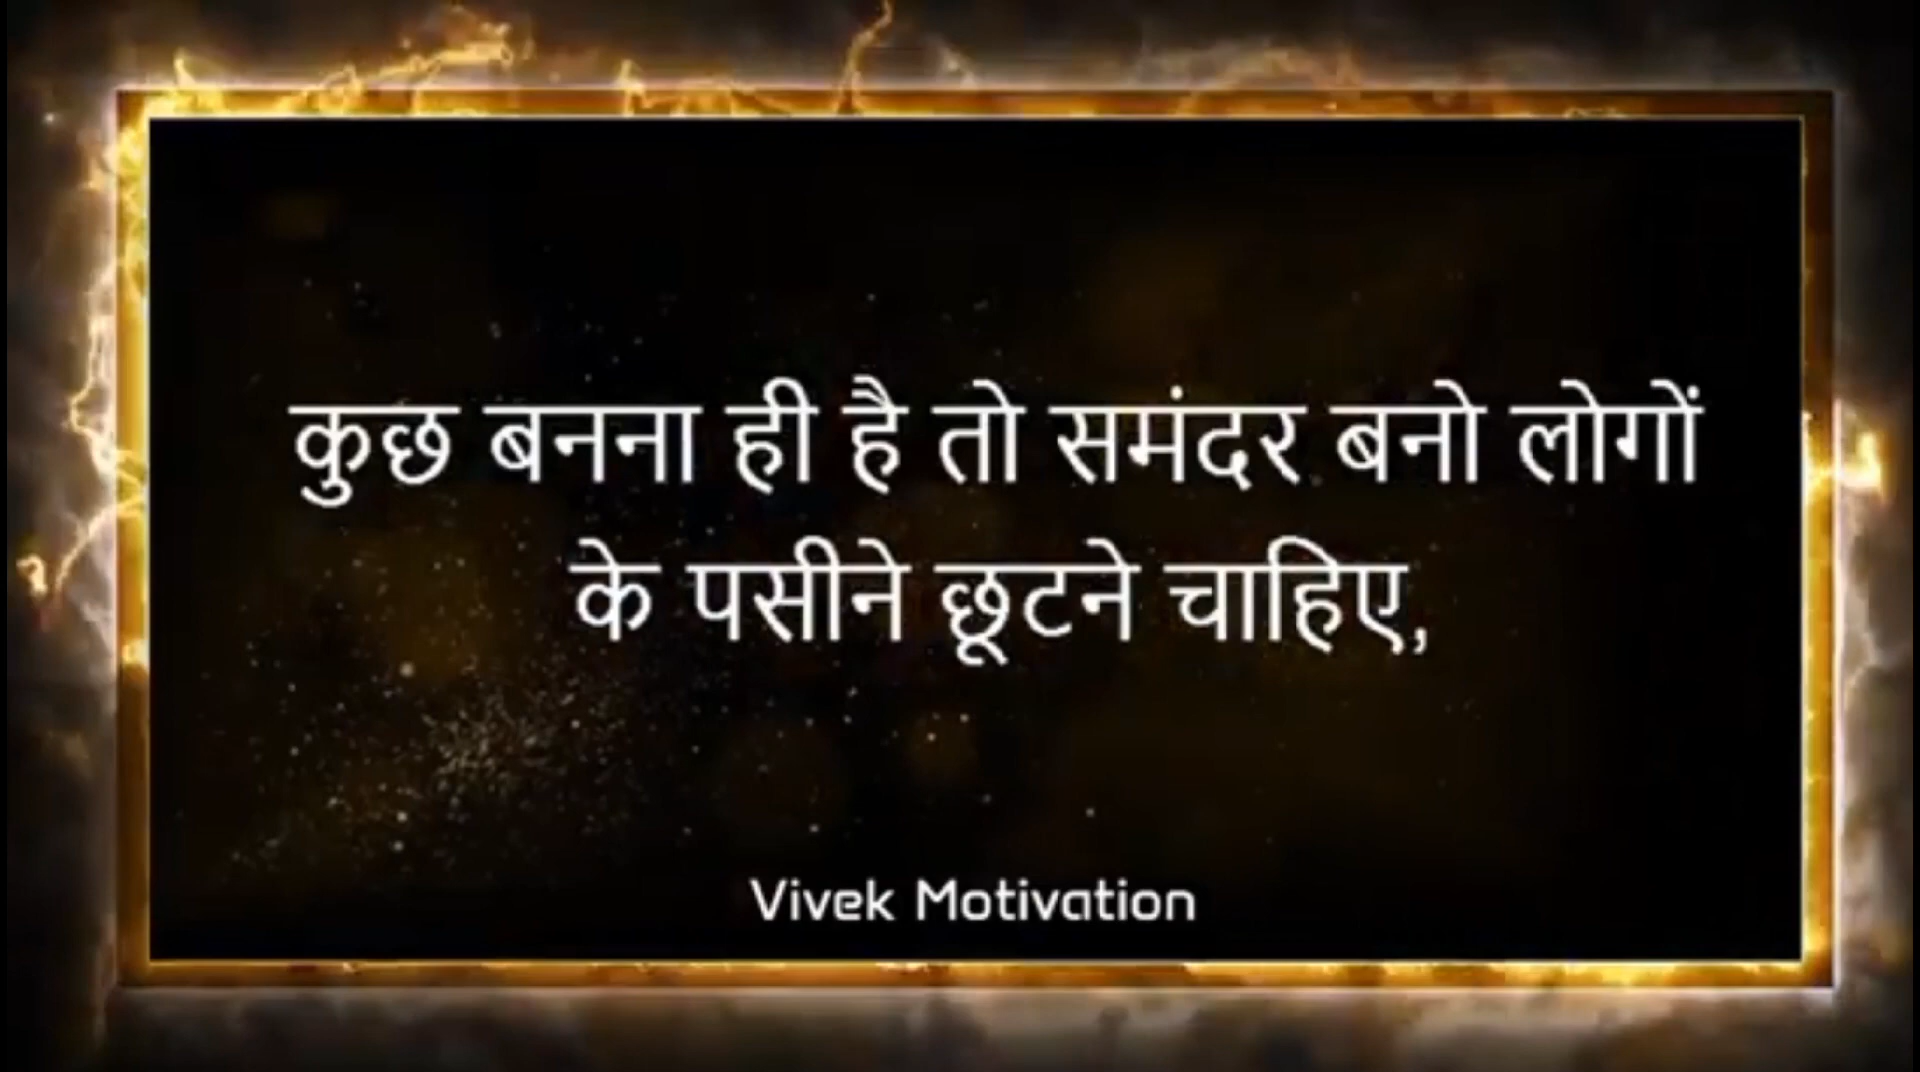 कुछ बनना ही है तो समंदर बनो लोगों
के पसीने छूटने चाहिए,
Vivek Motivation